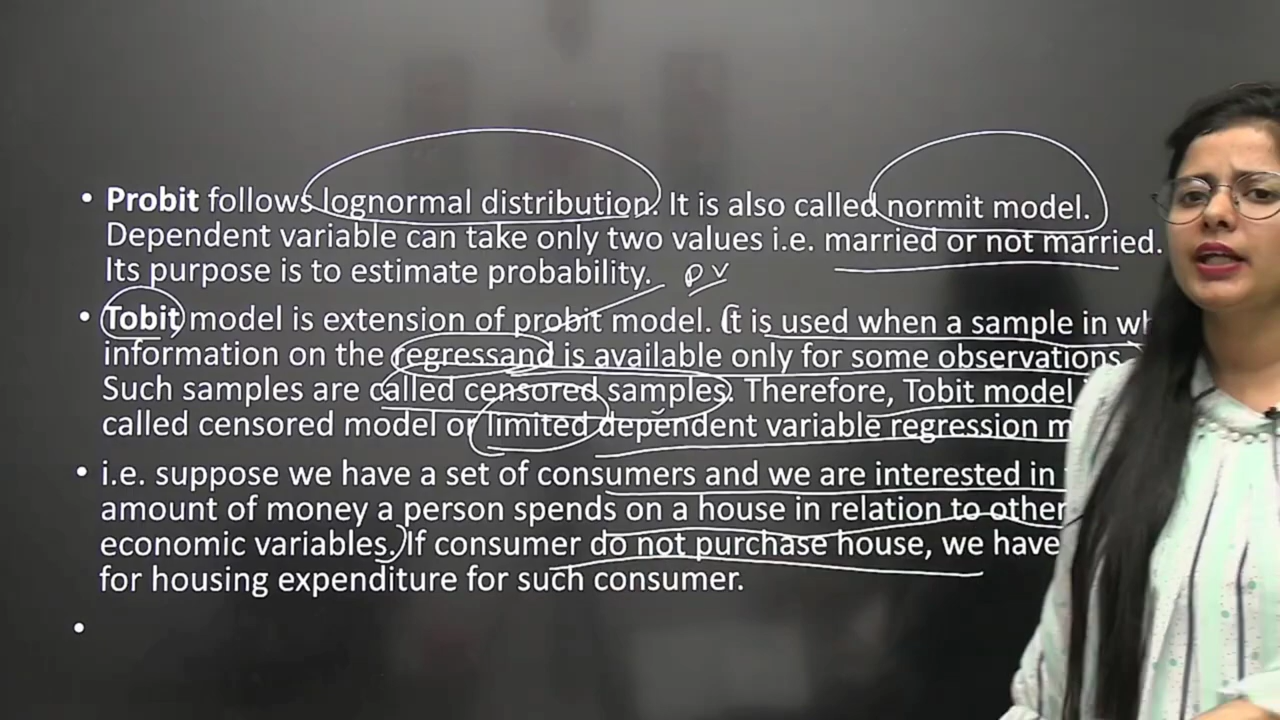 • Probit follows lognormal distribution. It is also called normit model.
Dependent variable can take only two values i.e. married or not married.
Its purpose is to estimate probability. DV
• Tobit model is extension of probit model. It is used when a sample in
information on the regressand is available only for some observations
Such samples are called censored samples. Therefore, Tobit model
called censored model or limited dependent variable regression
• i.e. suppose we have a set of consumers and we are interested in
amount of money a person spends on a house in relation to other
economic variables. If consumer do not purchase house, we have
for housing expenditure for such consumer.
•